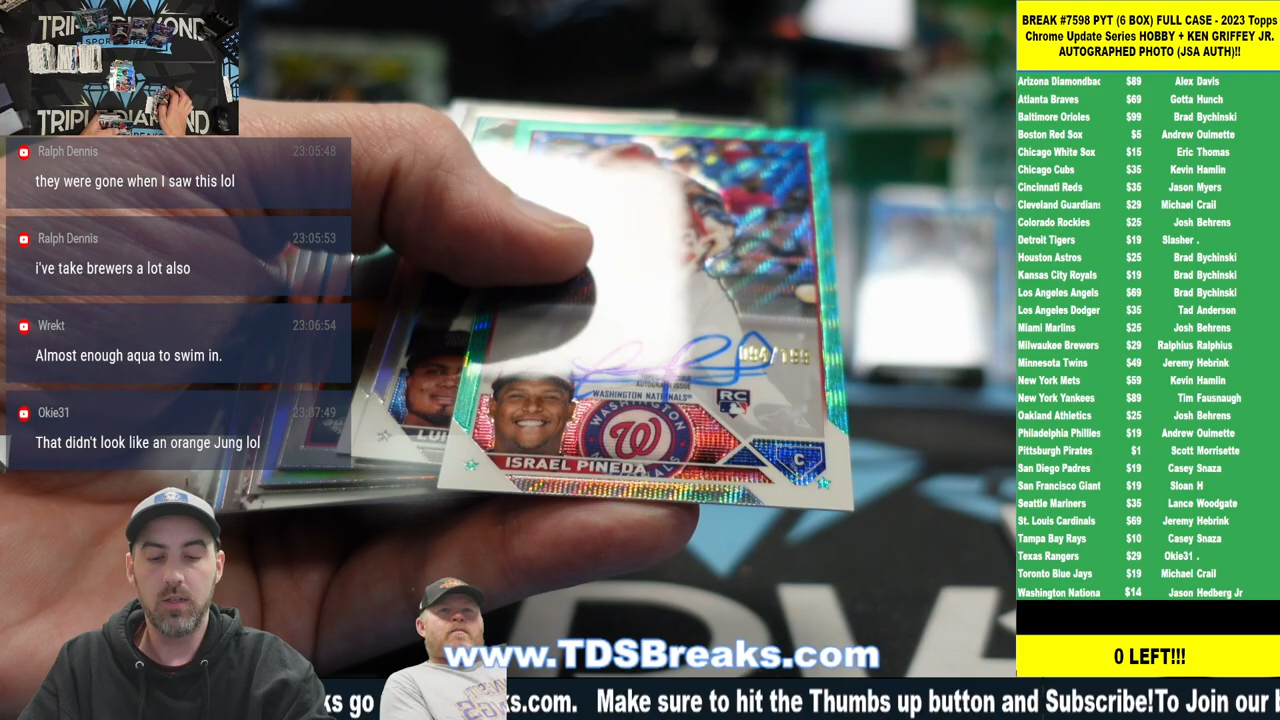 TRIPLE DIAMOND
SPORTS BREAKS
TRIPLE DIAMOND
Ralph Dennis 23:05:48
they were gone when I saw this lol
Ralph Dennis 23:05:53
i've take brewers a lot also
Wrekt 23:06:54
Almost enough aqua to swim in.
Okie31 23:07:49
That didn't look like an orange Jung lol
/199
AUTOGRAPH ISSUE
WASHINGTON NATIONALS®
RC
WASHINGTON
W
NATIONALS
LUI
ISRAEL PINEDA
C
www.TDSBreaks.com
BREAK #7598 PYT (6 BOX) FULL CASE - 2023 Topps
Chrome Update Series HOBBY + KEN GRIFFEY JR.
AUTOGRAPHED PHOTO (JSA AUTH)!!
Arizona Diamondbac $89 Alex Davis
Atlanta Braves $69 Gotta Hunch
Baltimore Orioles $99 Brad Bychinski
Boston Red Sox $5 Andrew Ouimette
Chicago White Sox $15 Eric Thomas
Chicago Cubs $35 Kevin Hamlin
Cincinnati Reds $35 Jason Myers
Cleveland Guardians $29 Michael Crail
Colorado Rockies $25 Josh Behrens
Detroit Tigers $19 Slasher .
Houston Astros $25 Brad Bychinski
Kansas City Royals $19 Brad Bychinski
Los Angeles Angels $69 Brad Bychinski
Los Angeles Dodger $35 Tad Anderson
Miami Marlins $25 Josh Behrens
Milwaukee Brewers $29 Ralphius Ralphius
Minnesota Twins $49 Jeremy Hebrink
New York Mets $59 Kevin Hamlin
New York Yankees $89 Tim Fausnaugh
Oakland Athletics $25 Josh Behrens
Philadelphia Phillies $19 Andrew Ouimette
Pittsburgh Pirates $1 Scott Morrisette
San Diego Padres $19 Casey Snaza
San Francisco Giant $19 Sloan H
Seattle Mariners $35 Lance Woodgate
St. Louis Cardinals $69 Jeremy Hebrink
Tampa Bay Rays $10 Casey Snaza
Texas Rangers $29 Okie31 .
Toronto Blue Jays $19 Michael Crail
Washington Nationa $14 Jason Hedberg Jr
0 LEFT!!!
ks go ks.com. Make sure to hit the Thumbs up button and Subscribe!To Join our